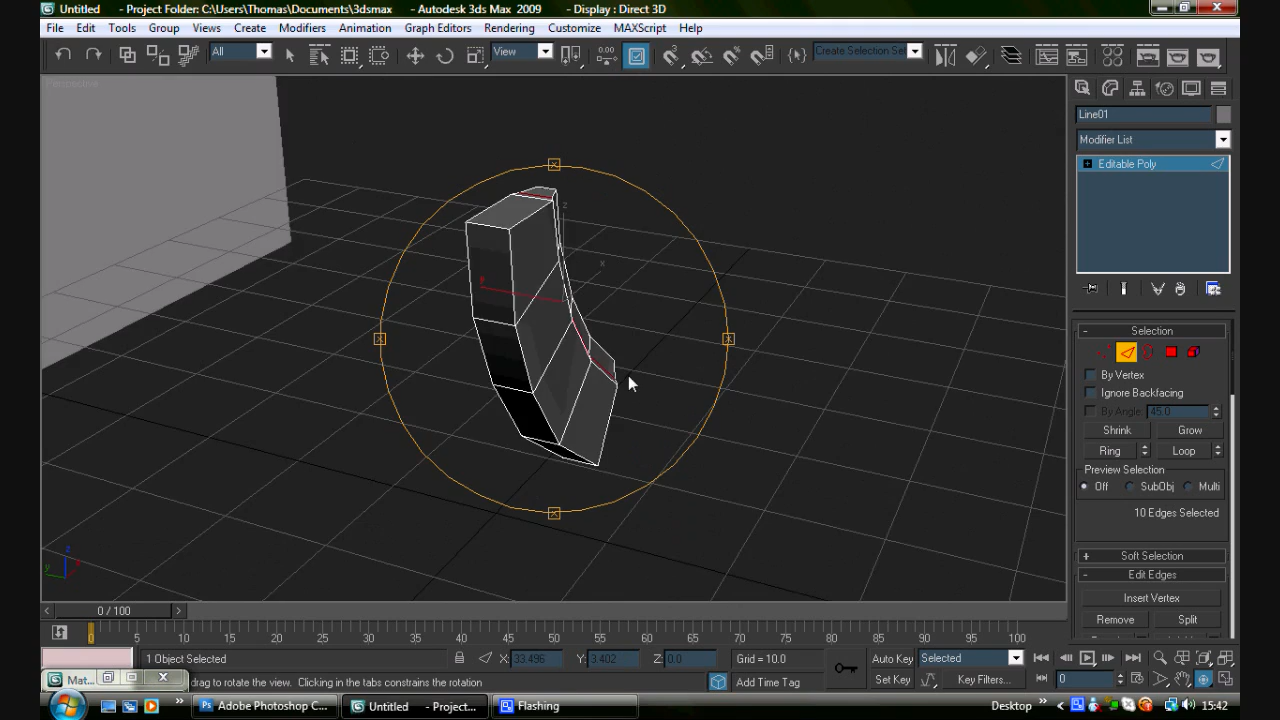 Untitled - Project Folder: C:\Users\Thomas\Documents\3dsmax - Autodesk 3ds Max 2009 - Display : Direct 3D
File Edit Tools Group Views Create Modifiers Animation Graph Editors Rendering Customize MAXScript Help
All View 0.00 Create Selection Set
Perspective
Line01
Modifier List
Editable Poly
z
x
y
Selection
By Vertex
Ignore Backfacing
By Angle: 45.0
Shrink Grow
Ring Loop
Preview Selection
Off SubObj Multi
10 Edges Selected
Soft Selection
Edit Edges
Insert Vertex
Remove Split
z
y x
0 / 100
0 5 10 15 20 25 30 35 40 45 50 55 60 65 70 75 80 85 90 95 100
1 Object Selected X: 33.496 Y: 3.402 Z: 0.0 Grid = 10.0 Auto Key Selected
Mat... drag to rotate the view. Clicking in the tabs constrains the rotation Add Time Tag Set Key Key Filters... 0
Adobe Photoshop C... Untitled - Projec... Flashing Desktop 15:42